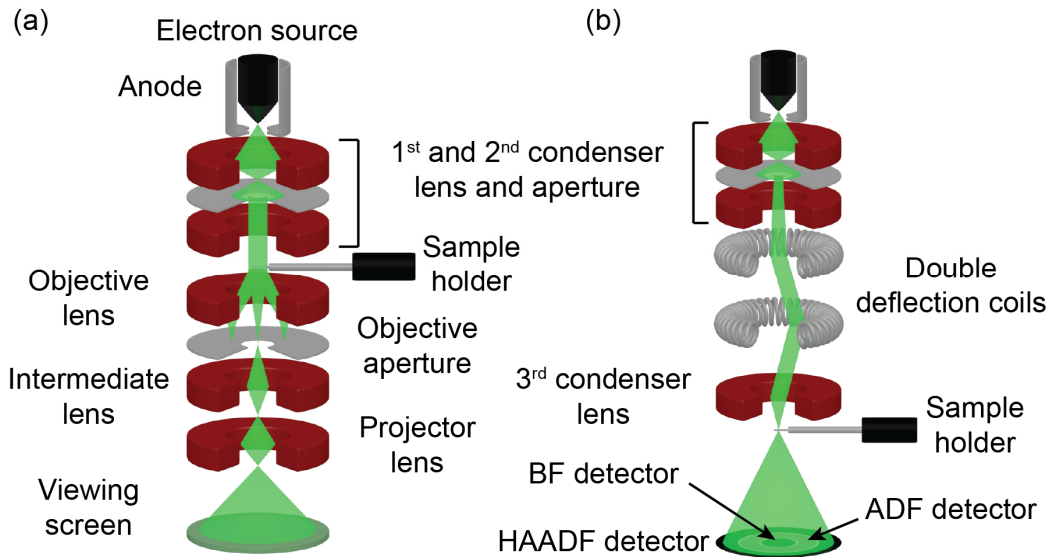 (a)
Electron source
Anode
1st and 2nd condenser
lens and aperture
Sample
holder
Objective
lens
Objective
aperture
Intermediate
lens
Projector
lens
Viewing
screen
(b)
Double
deflection coils
3rd condenser
lens
Sample
holder
BF detector
ADF detector
HAADF detector